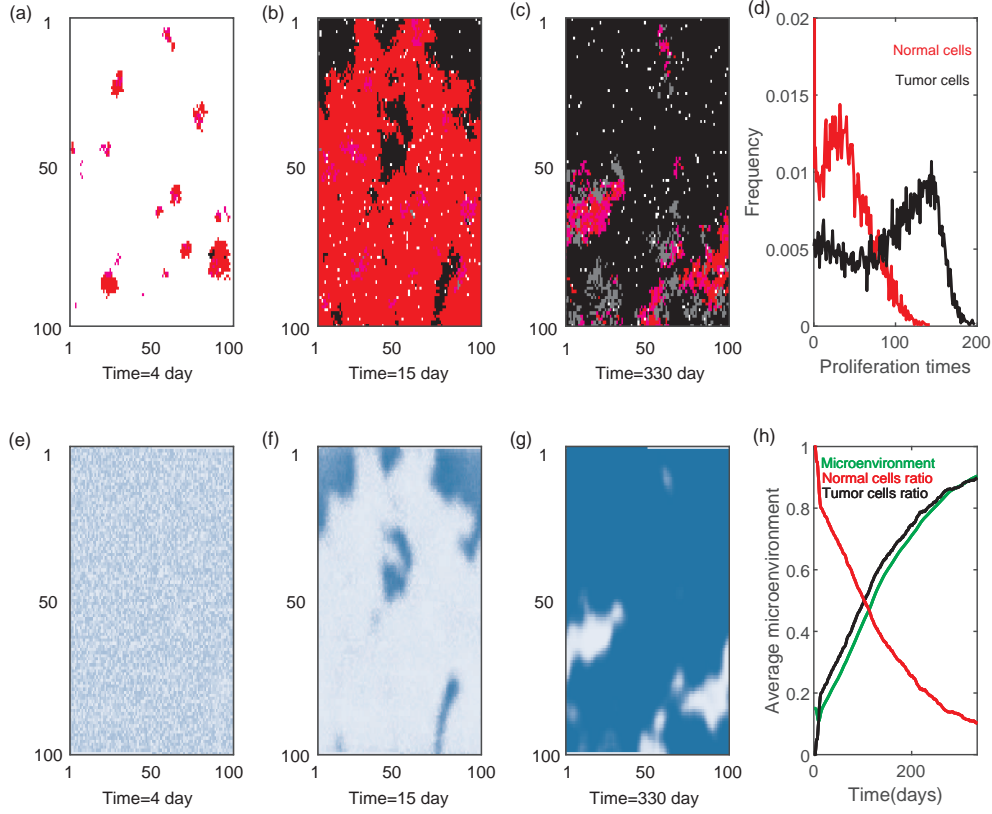 (a)
1
50
100
1
50
100
Time=4 day
(b)
1
50
100
1
50
100
Time=15 day
(c)
1
50
100
1
50
100
Time=330 day
(d)
0.02
0.015
0.01
0.005
0
0
100
200
Frequency
Normal cells
Tumor cells
Proliferation times
(e)
1
50
100
1
50
100
Time=4 day
(f)
1
50
100
1
50
100
Time=15 day
(g)
1
50
100
1
50
100
Time=330 day
(h)
1
0.8
0.6
0.4
0.2
0
0
200
Average microenvironment
Microenvironment
Normal cells ratio
Tumor cells ratio
Time(days)